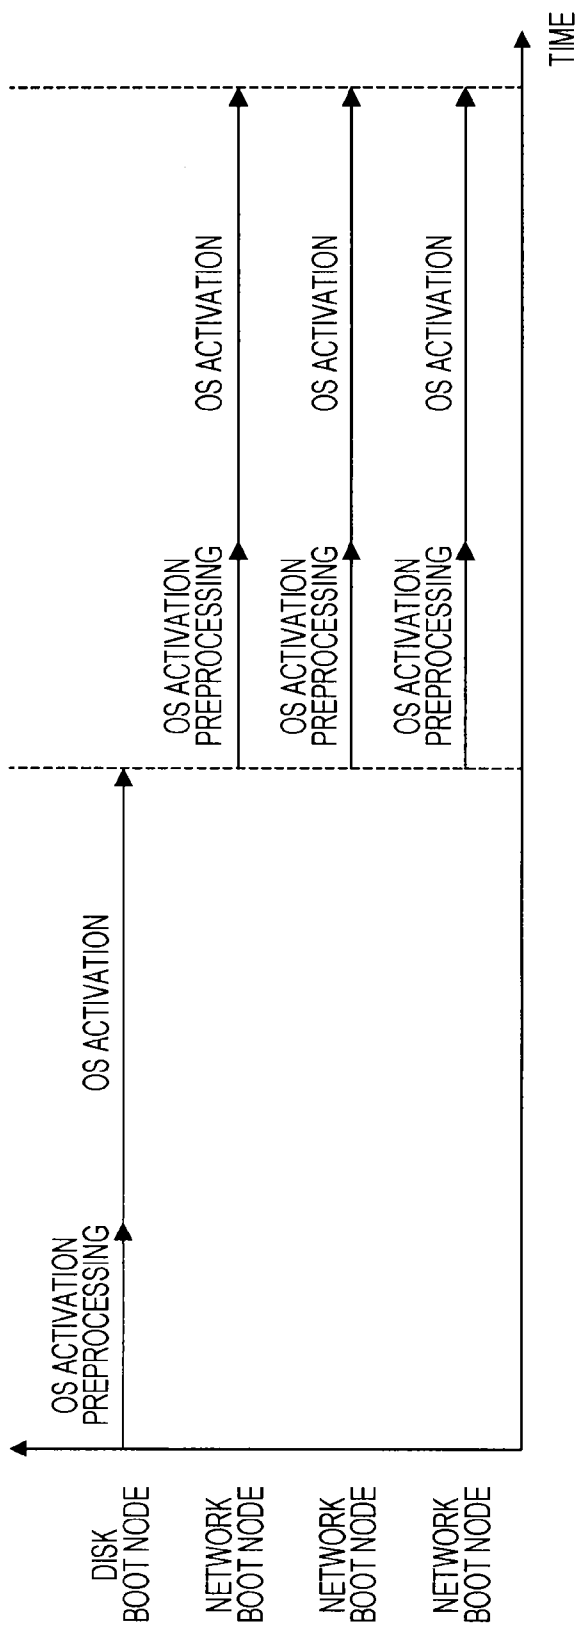 DISK
BOOT NODE
OS ACTIVATION
PREPROCESSING
OS ACTIVATION
NETWORK
BOOT NODE
OS ACTIVATION
PREPROCESSING
OS ACTIVATION
NETWORK
BOOT NODE
OS ACTIVATION
PREPROCESSING
OS ACTIVATION
NETWORK
BOOT NODE
OS ACTIVATION
PREPROCESSING
OS ACTIVATION
TIME